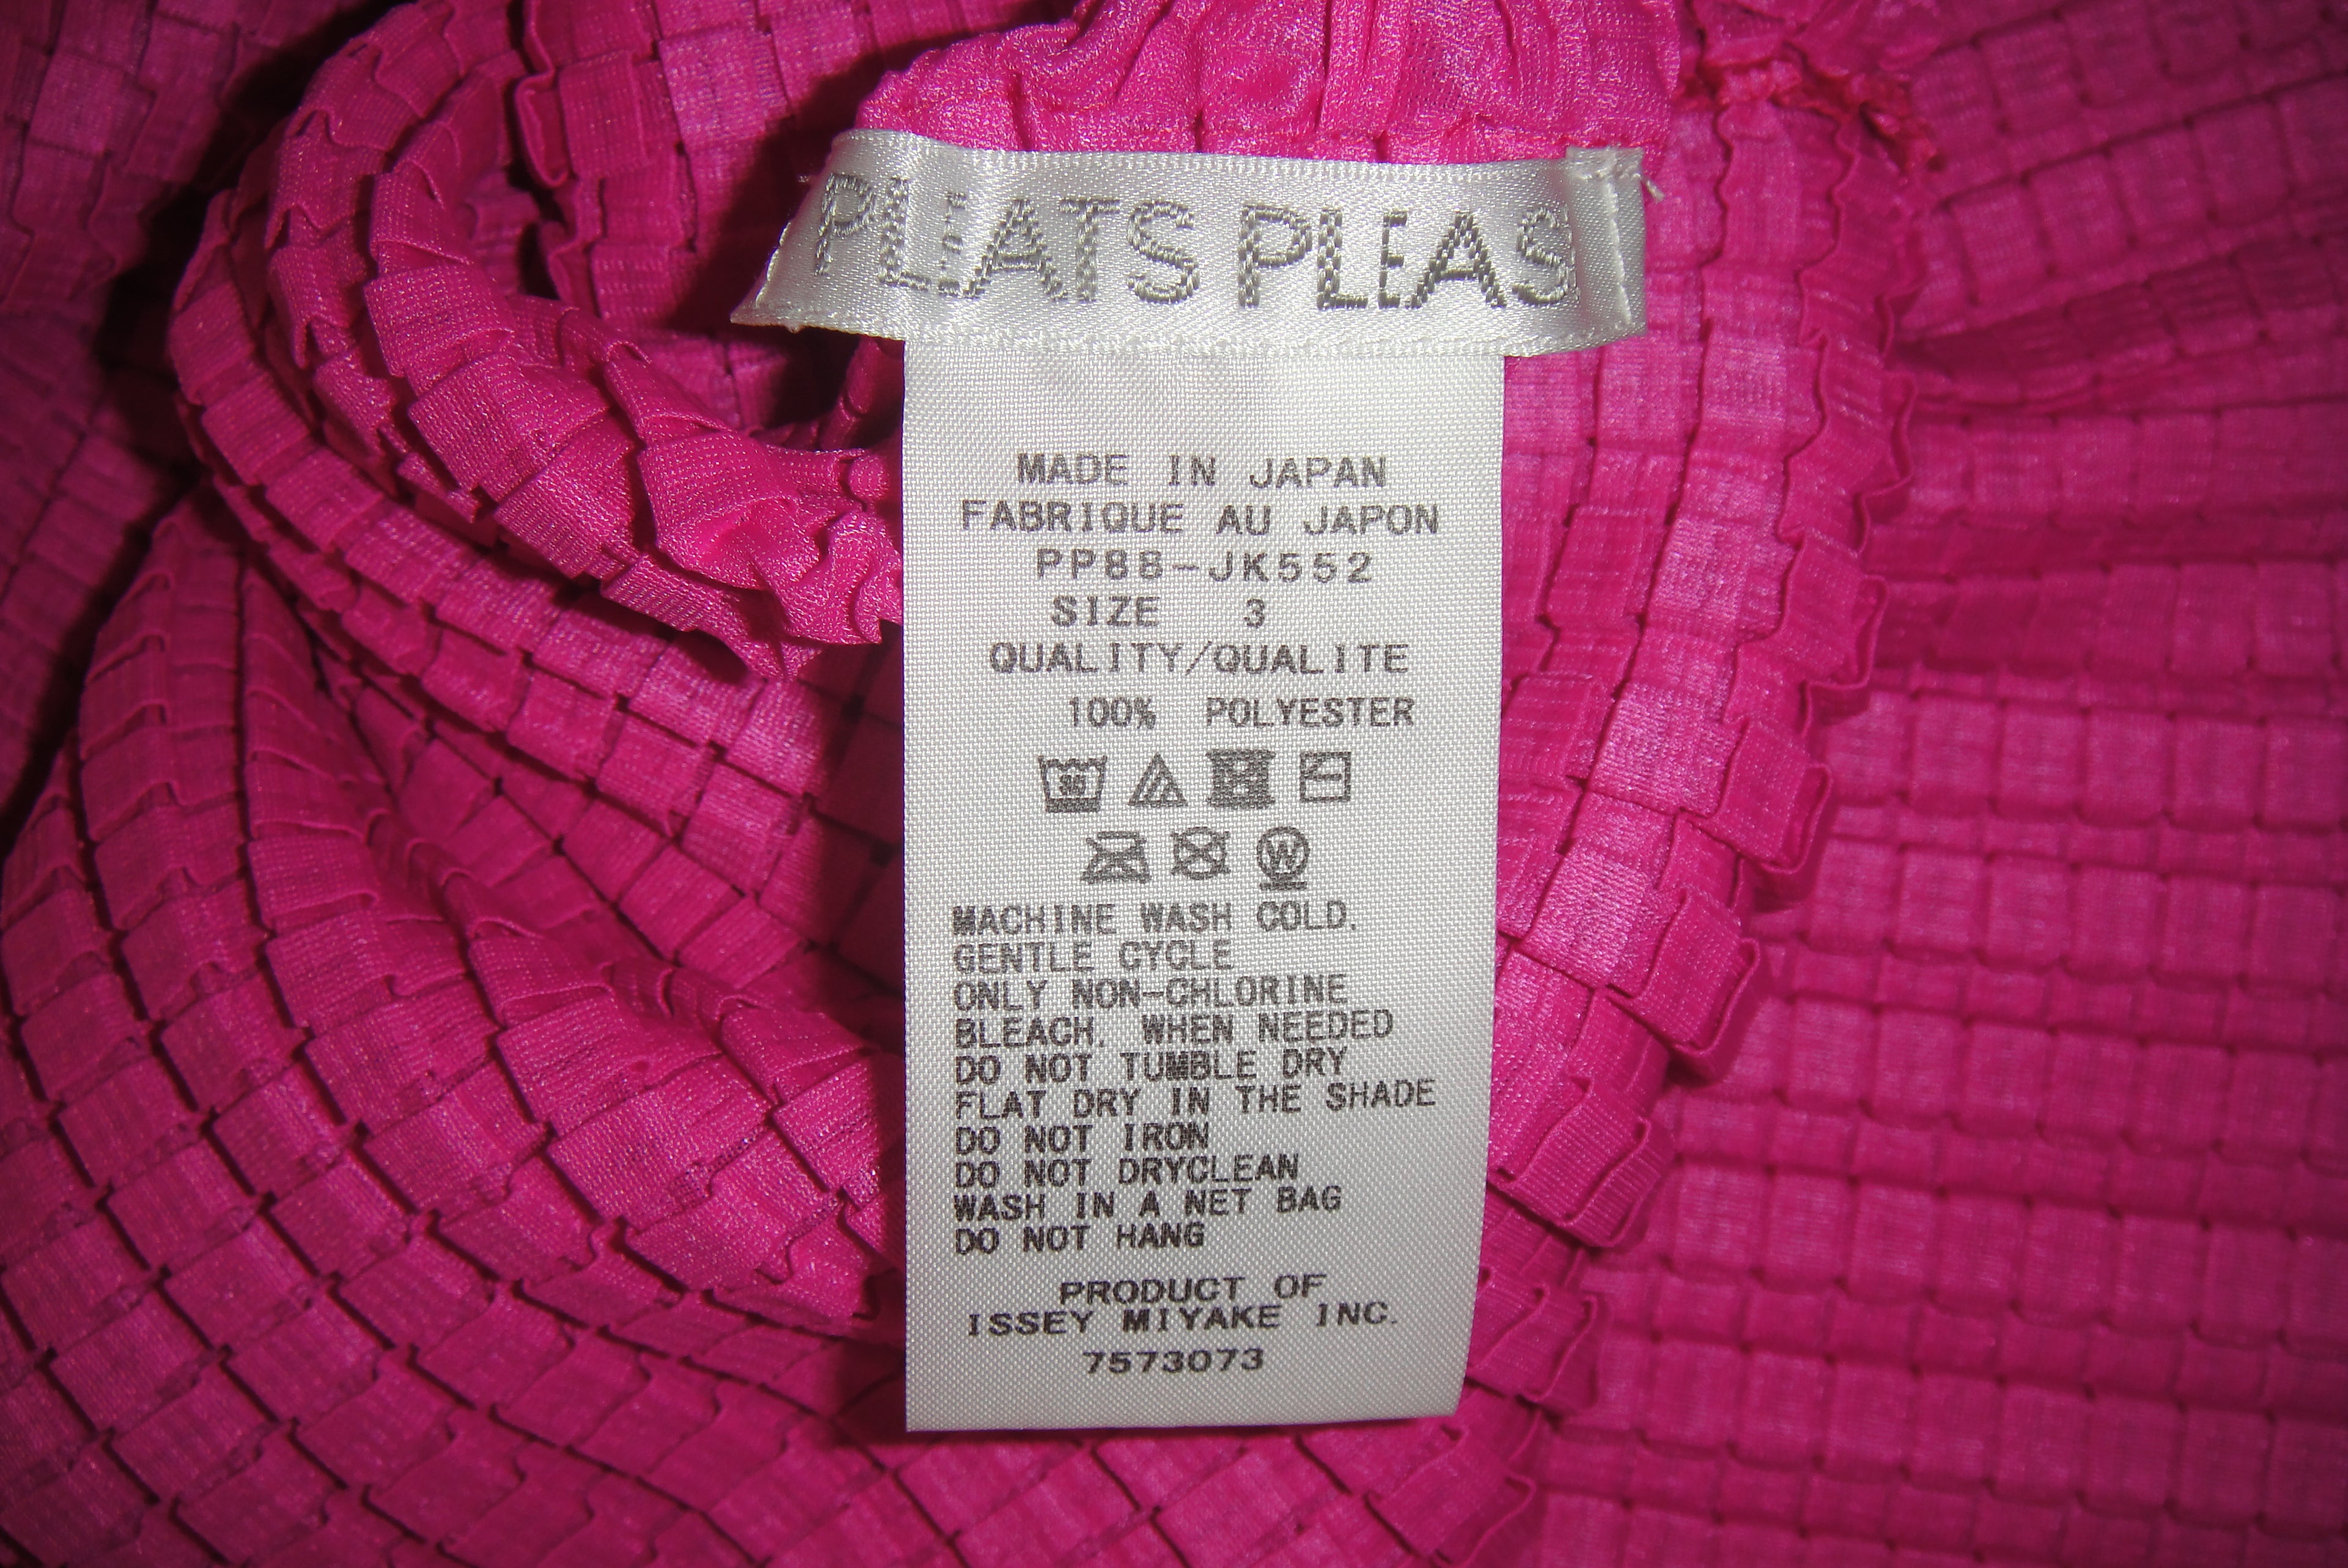 PLEATS PLEAS
MADE IN JAPAN
FABRIQUE AU JAPON
PP88-JK552
SIZE 3
QUALITY/QUALITE
100% POLYESTER
30
W
MACHINE WASH COLD.
GENTLE CYCLE
ONLY NON-CHLORINE
BLEACH. WHEN NEEDED
DO NOT TUMBLE DRY
FLAT DRY IN THE SHADE
DO NOT IRON
DO NOT DRYCLEAN
WASH IN A NET BAG
DO NOT HANG
PRODUCT OF
ISSEY MIYAKE INC.
7573073